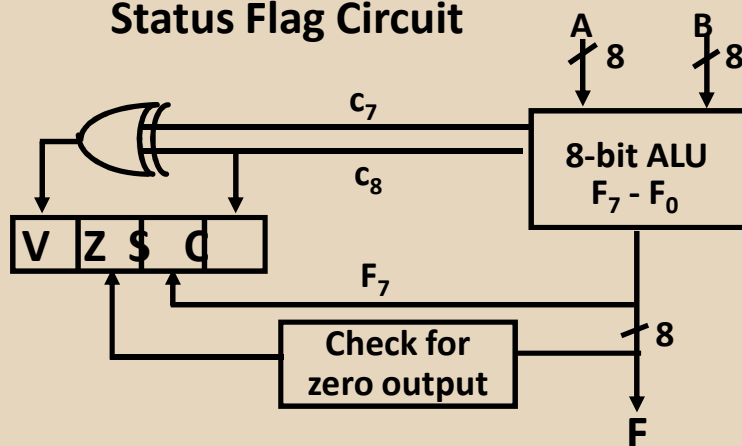 Status Flag Circuit
A
B
8
8
c₇
c₈
8-bit ALU
F₇ - F₀
V Z S C
F₇
8
Check for
zero output
F